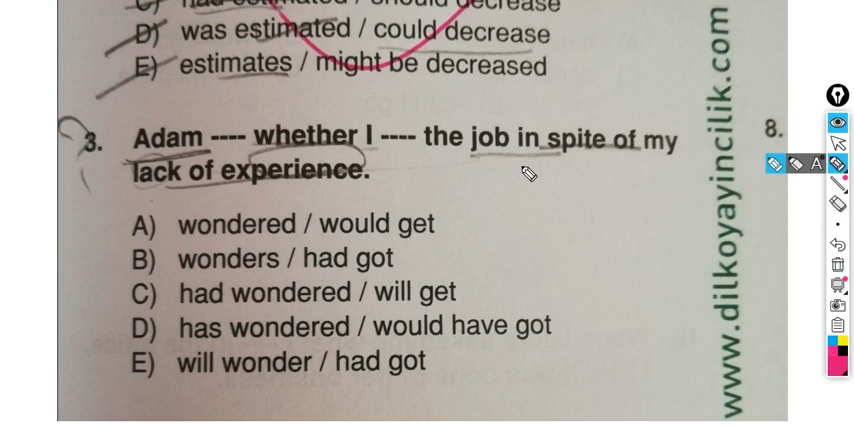 decrease
D) was estimated / could decrease
E) estimates / might be decreased
3. Adam ---- whether I ---- the job in spite of my
lack of experience.
A) wondered / would get
B) wonders / had got
C) had wondered / will get
D) has wondered / would have got
E) will wonder / had got
8.
www.dilkoyayincilik.com
A